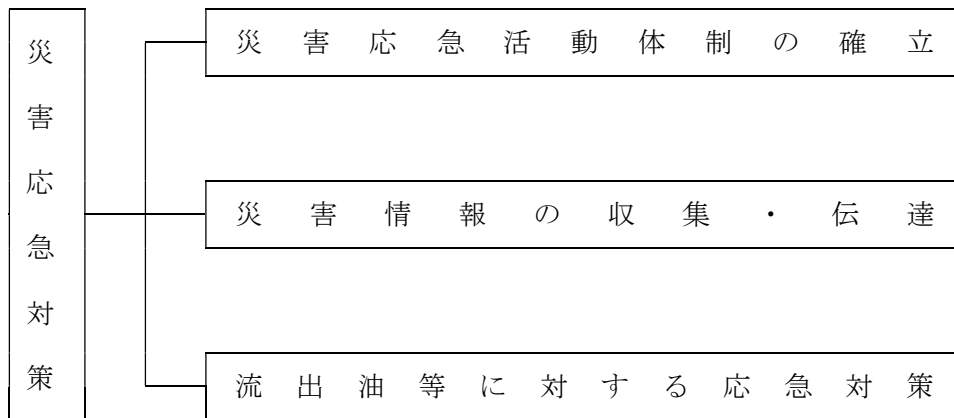 災害応急対策
災害応急活動体制の確立
災害情報の収集・伝達
流出油等に対する応急対策